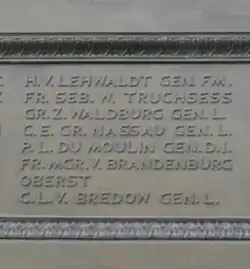 H.V. LEHWALDT GEN. FM.
FR. SEB. W. TRUCHSESS
GR. Z. WALDBURG GEN. L.
C.E. GR. NASSAU GEN. L.
P.L. DU MOULIN GEN. D.I.
FR. MGR. V. BRANDENBURG
OBERST
C.L.V. BREDOW GEN. L.